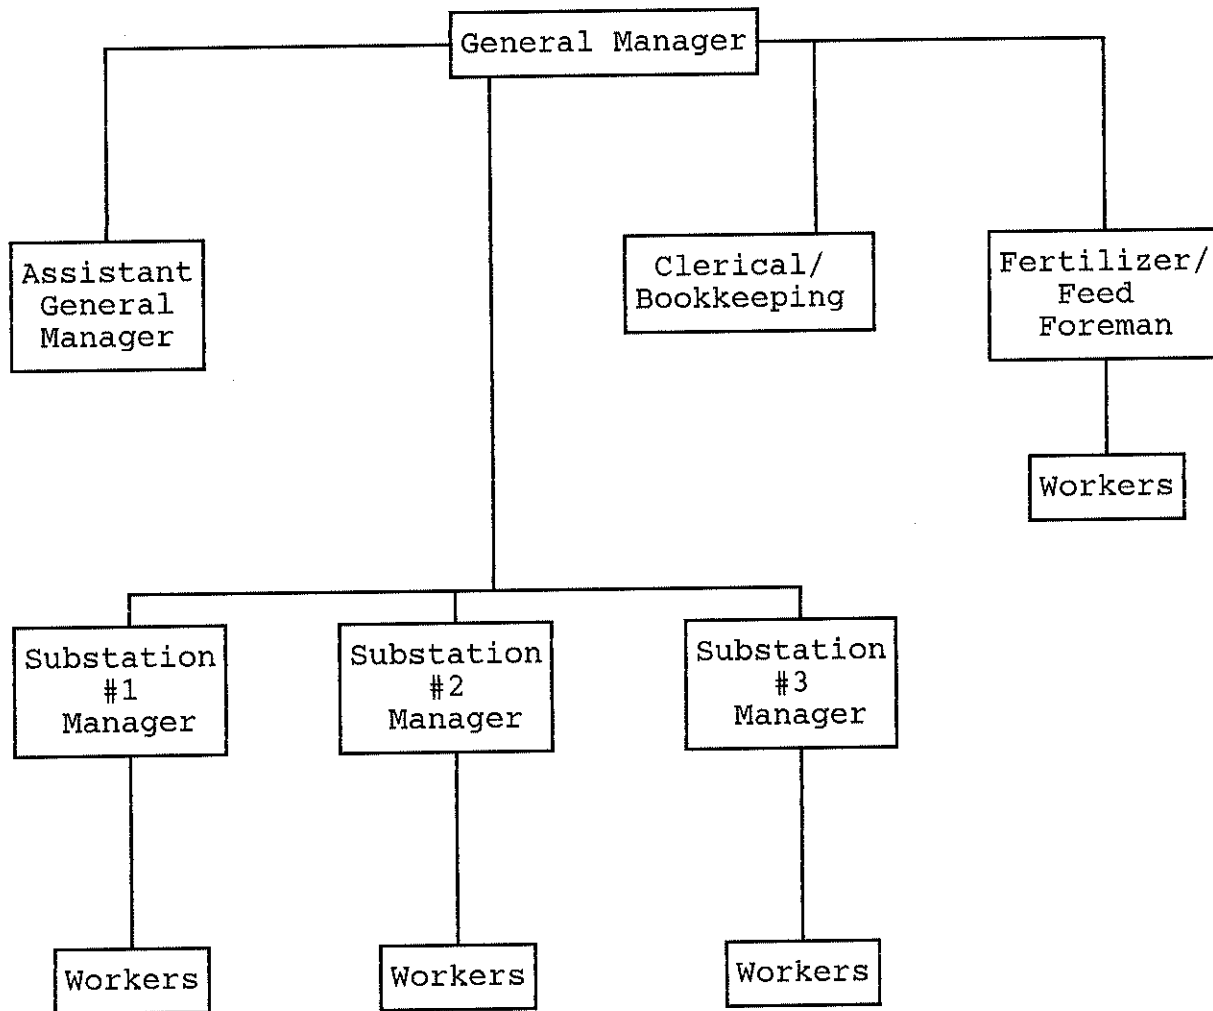 General Manager
Assistant
General
Manager
Clerical/
Bookkeeping
Fertilizer/
Feed
Foreman
Workers
Substation
#1
Manager
Substation
#2
Manager
Substation
#3
Manager
Workers
Workers
Workers